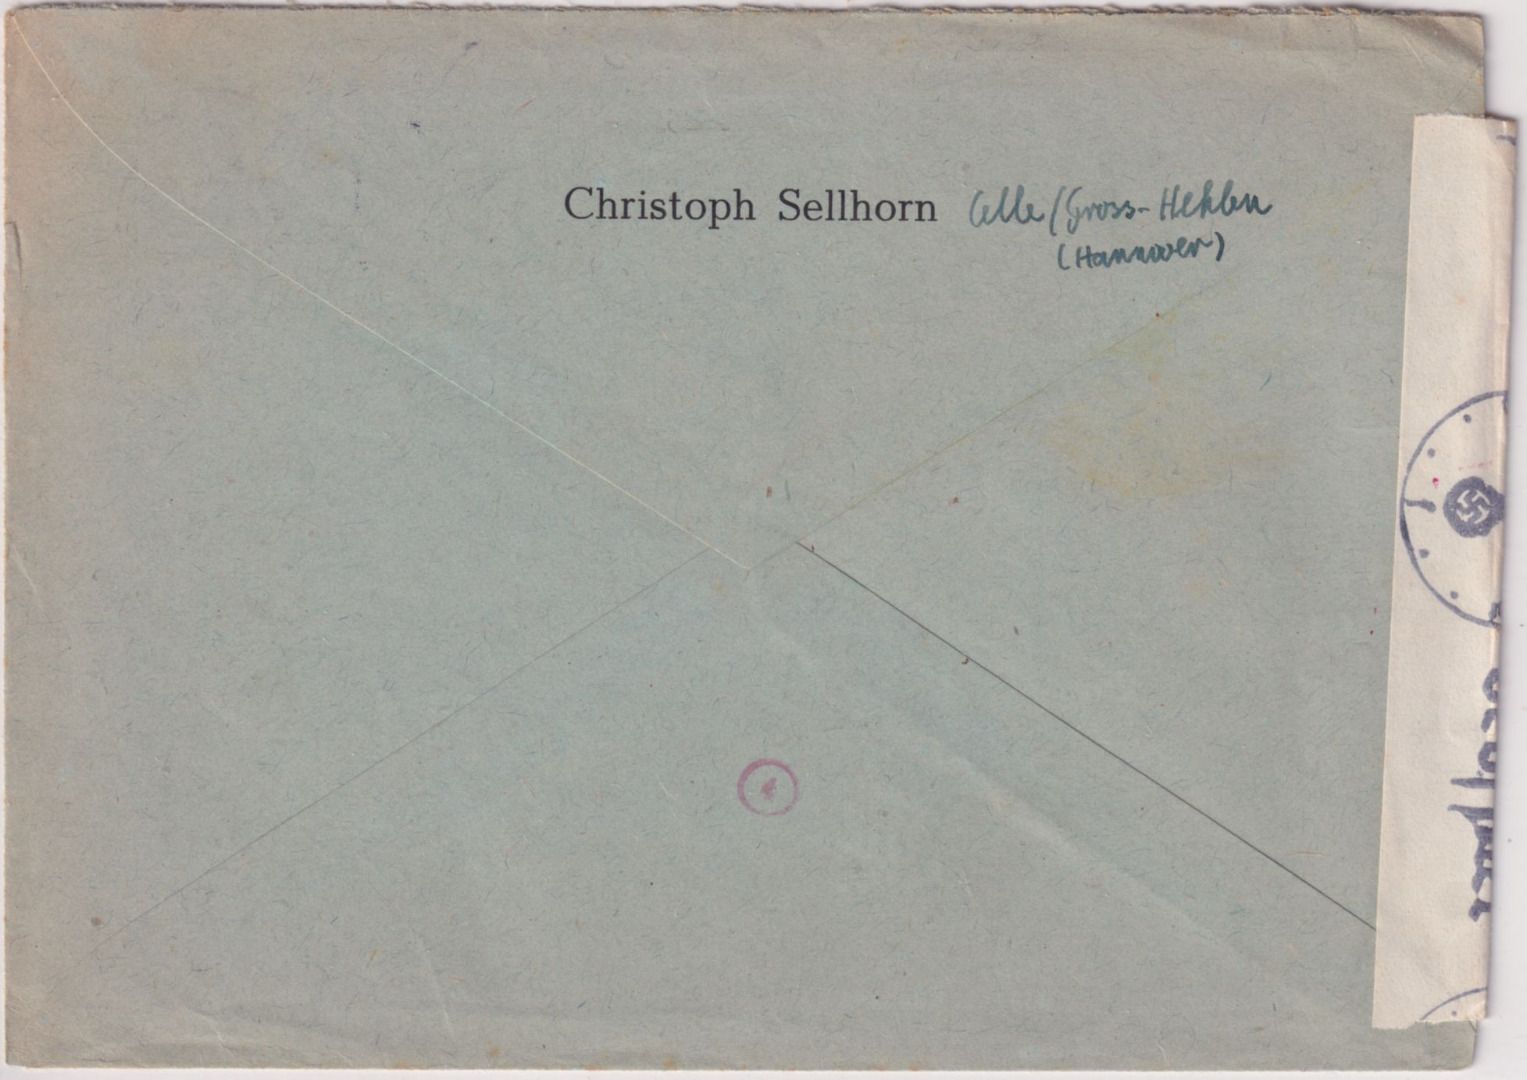 Christoph Sellhorn Celle/Gross-Hehlen
(Hannover)